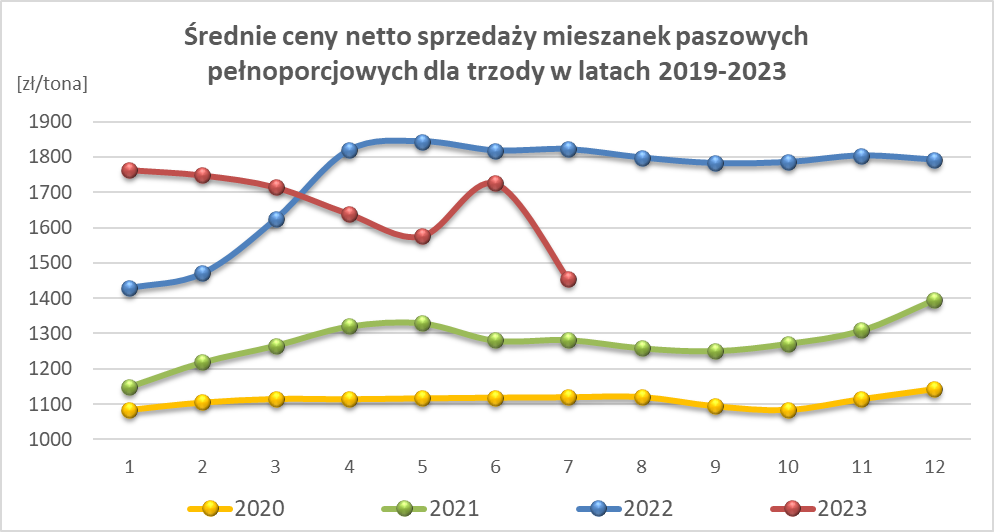 Średnie ceny netto sprzedaży mieszanek paszowych
pełnoporcjowych dla trzody w latach 2019-2023
[zł/tona]
1900
1800
1700
1600
1500
1400
1300
1200
1100
1000
1 2 3 4 5 6 7 8 9 10 11 12
2020 2021 2022 2023